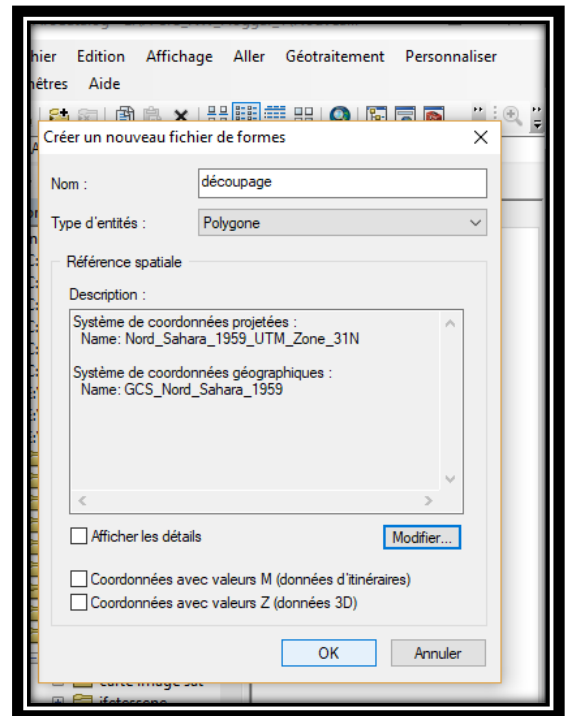 hier Edition Affichage Aller Géotraitement Personnaliser
nêtres Aide
Créer un nouveau fichier de formes
Nom :
découpage
Type d'entités :
Polygone
Référence spatiale
Description :
Système de coordonnées projetées :
Name: Nord_Sahara_1959_UTM_Zone_31N
Système de coordonnées géographiques :
Name: GCS_Nord_Sahara_1959
Afficher les détails
Modifier...
Coordonnées avec valeurs M (données d'itinéraires)
Coordonnées avec valeurs Z (données 3D)
OK
Annuler